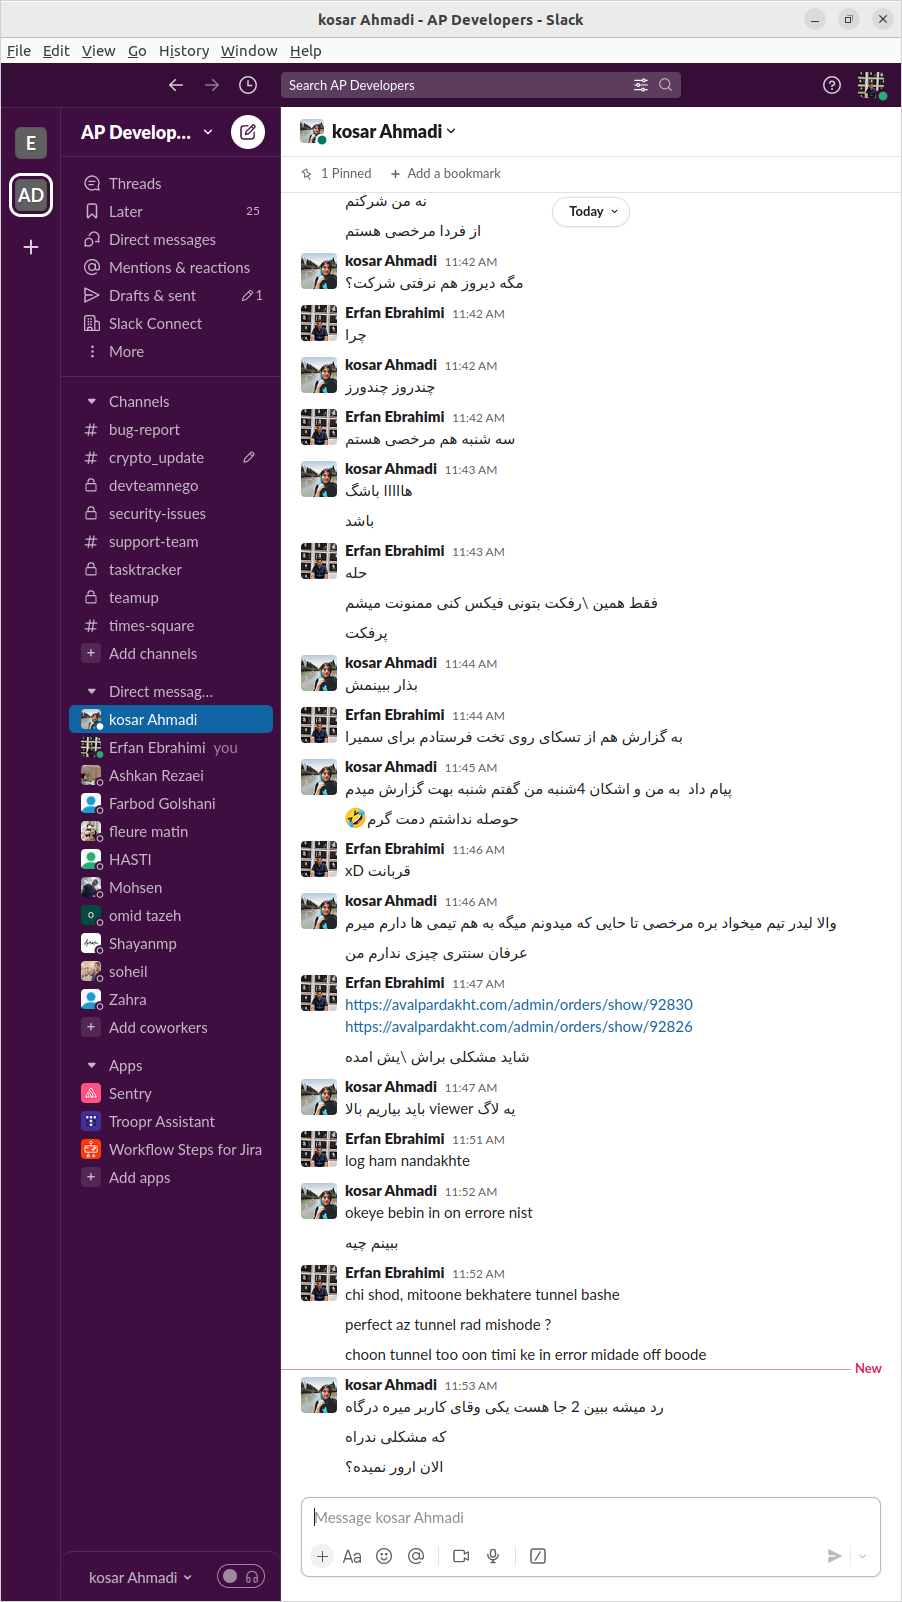 kosar Ahmadi - AP Developers - Slack
File Edit View Go History Window Help
Search AP Developers
E
AD
AP Develop...
Threads
Later 25
Direct messages
Mentions & reactions
Drafts & sent 1
Slack Connect
More
Channels
# bug-report
# crypto_update
devteamnego
security-issues
# support-team
tasktracker
teamup
# times-square
+ Add channels
Direct messag...
kosar Ahmadi
Erfan Ebrahimi you
Ashkan Rezaei
Farbod Golshani
fleure matin
HASTI
Mohsen
omid tazeh
Shayanmp
soheil
Zahra
+ Add coworkers
Apps
Sentry
Troopr Assistant
Workflow Steps for Jira
+ Add apps
kosar Ahmadi
kosar Ahmadi
1 Pinned + Add a bookmark
Today
نه من شرکتم
از فردا مرخصی هستم
kosar Ahmadi 11:42 AM
مگه دیروز هم نرفتی شرکت؟
Erfan Ebrahimi 11:42 AM
چرا
kosar Ahmadi 11:42 AM
چندروز چندورز
Erfan Ebrahimi 11:42 AM
سه شنبه هم مرخصی هستم
kosar Ahmadi 11:43 AM
هااااا باشگ
باشد
Erfan Ebrahimi 11:43 AM
حله
فقط همین \رفکت بتونی فیکس کنی ممنونت میشم
پرفکت
kosar Ahmadi 11:44 AM
بذار ببینمش
Erfan Ebrahimi 11:44 AM
به گزارش هم از تسکای روی تخت فرستادم برای سمیرا
kosar Ahmadi 11:45 AM
پیام داد به من و اشکان 4شنبه من گفتم شنبه بهت گزارش میدم
حوصله نداشتم دمت گرم🤣
Erfan Ebrahimi 11:46 AM
قربانت xD
kosar Ahmadi 11:46 AM
والا لیدر تیم میخواد بره مرخصی تا جایی که میدونم میگه به هم تیمی ها دارم میرم
عرفان سنتری چیزی ندارم من
Erfan Ebrahimi 11:47 AM
https://avalpardakht.com/admin/orders/show/92830
https://avalpardakht.com/admin/orders/show/92826
شاید مشکلی براش \یش امده
kosar Ahmadi 11:47 AM
یه لاگ viewer باید بیاریم بالا
Erfan Ebrahimi 11:51 AM
log ham nandakhte
kosar Ahmadi 11:52 AM
okeye bebin in on errore nist
ببینم چیه
Erfan Ebrahimi 11:52 AM
chi shod, mitoone bekhatere tunnel bashe
perfect az tunnel rad mishode ?
choon tunnel too oon timi ke in error midade off boode
New
kosar Ahmadi 11:53 AM
رد میشه ببین 2 جا هست یکی وقای کاربر میره درگاه
که مشکلی ندراه
الان ارور نمیده؟
Message kosar Ahmadi
Aa